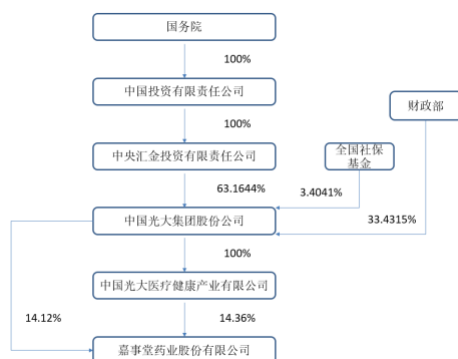 国务院
100%
中国投资有限责任公司
财政部
100%
中央汇金投资有限责任公司
全国社保
基金
63.1644%
3.4041%
中国光大集团股份公司
33.4315%
100%
中国光大医疗健康产业有限公司
14.12%
14.36%
嘉事堂药业股份有限公司